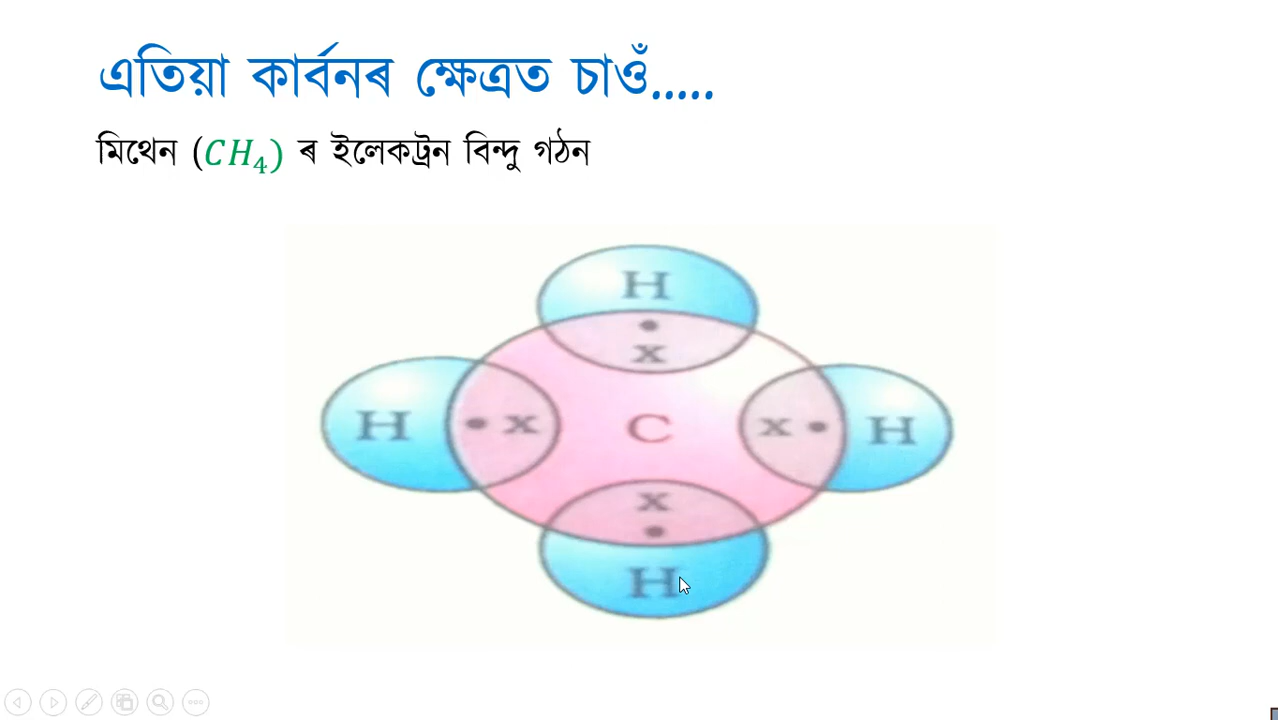 এতিয়া কাৰ্বনৰ ক্ষেত্ৰত চাওঁ.....
মিথেন (CH₄) ৰ ইলেকট্ৰন বিন্দু গঠন
H
•
x
H • x C x • H
x
•
H